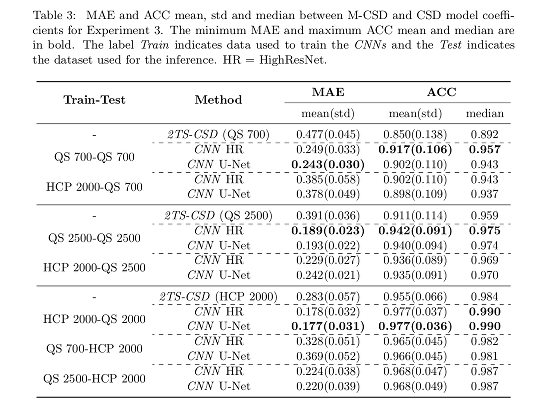 Table 3: MAE and ACC mean, std and median between M-CSD and CSD model coeffi-
cients for Experiment 3. The minimum MAE and maximum ACC mean and median are
in bold. The label Train indicates data used to train the CNNs and the Test indicates
the dataset used for the inference. HR = HighResNet.
Train-Test Method MAE ACC
mean(std) mean(std) median
- 2TS-CSD (QS 700) 0.477(0.045) 0.850(0.138) 0.892
QS 700-QS 700 CNN HR 0.249(0.033) 0.917(0.106) 0.957
CNN U-Net 0.243(0.030) 0.902(0.110) 0.943
HCP 2000-QS 700 CNN HR 0.385(0.058) 0.902(0.110) 0.943
CNN U-Net 0.378(0.049) 0.898(0.109) 0.937
- 2TS-CSD (QS 2500) 0.391(0.036) 0.911(0.114) 0.959
QS 2500-QS 2500 CNN HR 0.189(0.023) 0.942(0.091) 0.975
CNN U-Net 0.193(0.022) 0.940(0.094) 0.974
HCP 2000-QS 2500 CNN HR 0.229(0.027) 0.936(0.089) 0.969
CNN U-Net 0.242(0.021) 0.935(0.091) 0.970
- 2TS-CSD (HCP 2000) 0.283(0.057) 0.955(0.066) 0.984
HCP 2000-QS 2000 CNN HR 0.178(0.032) 0.977(0.037) 0.990
CNN U-Net 0.177(0.031) 0.977(0.036) 0.990
QS 700-HCP 2000 CNN HR 0.328(0.051) 0.965(0.045) 0.982
CNN U-Net 0.369(0.052) 0.966(0.045) 0.981
QS 2500-HCP 2000 CNN HR 0.224(0.038) 0.968(0.047) 0.987
CNN U-Net 0.220(0.039) 0.968(0.049) 0.987